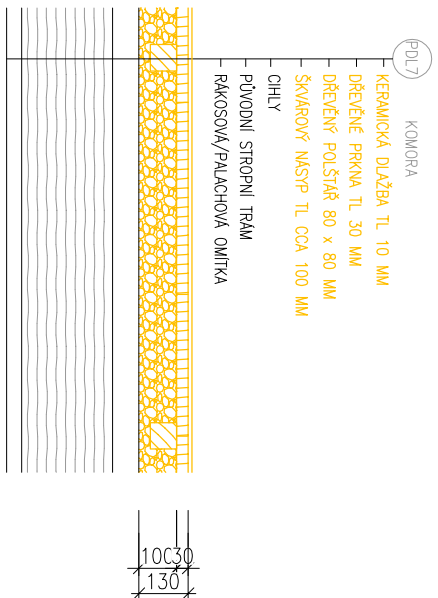 PDL7 KOMORA
KERAMICKÁ DLAŽBA TL 10 MM
DŘEVĚNÉ PRKNA TL 30 MM
DŘEVĚNÝ POLŠTÁŘ 80 x 80 MM
ŠKVÁROVÝ NÁSYP TL CCA 100 MM
CIHLY
PŮVODNÍ STROPNÍ TRÁM
RÁKOSOVÁ/PALACHOVÁ OMÍTKA
100 30
130